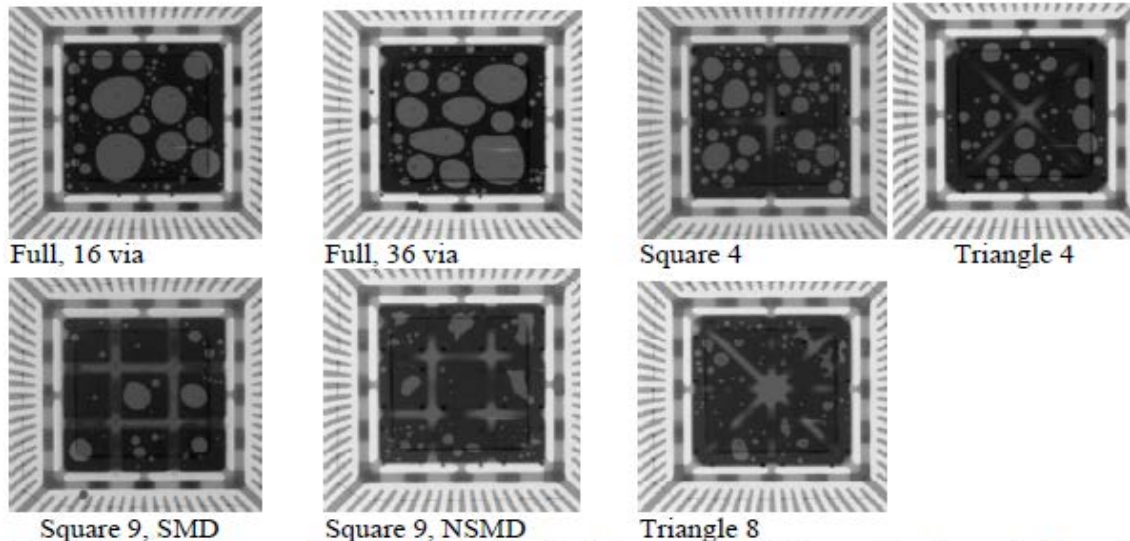 Full, 16 via
Full, 36 via
Square 4
Triangle 4
Square 9, SMD
Square 9, NSMD
Triangle 8